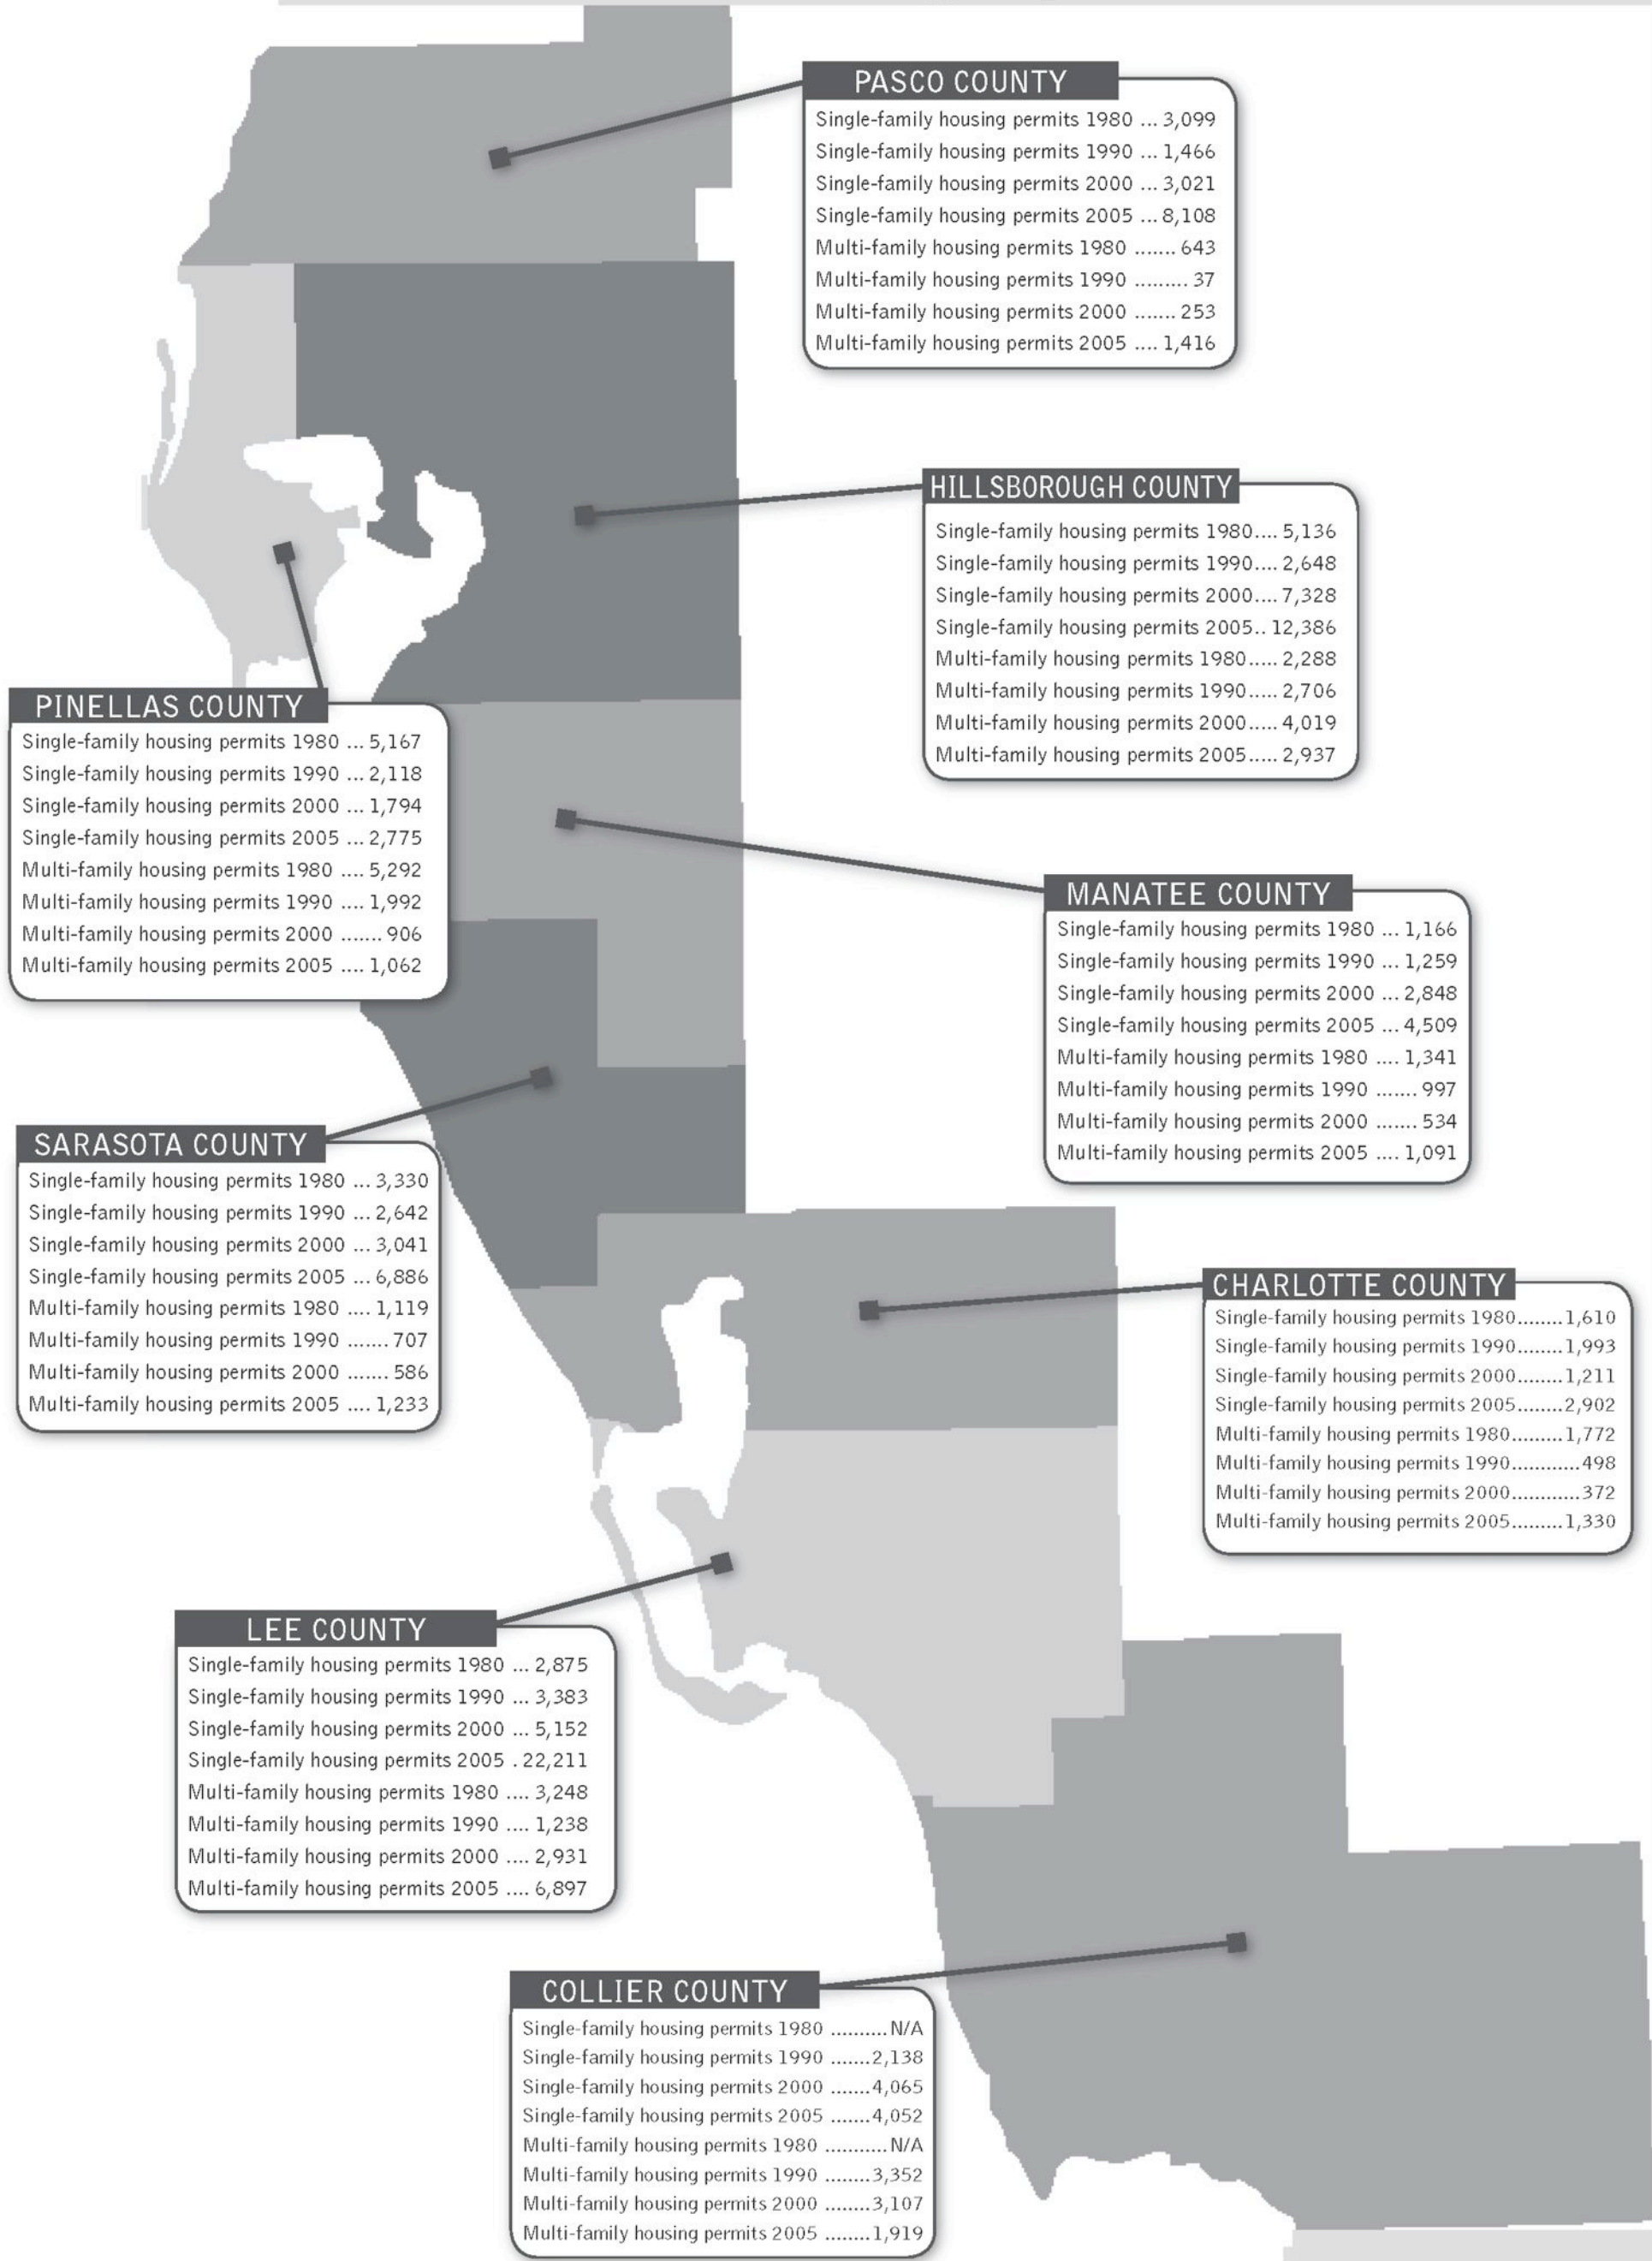 PASCO COUNTY
Single-family housing permits 1980 ... 3,099
Single-family housing permits 1990 ... 1,466
Single-family housing permits 2000 ... 3,021
Single-family housing permits 2005 ... 8,108
Multi-family housing permits 1980 ....... 643
Multi-family housing permits 1990 ......... 37
Multi-family housing permits 2000 ....... 253
Multi-family housing permits 2005 .... 1,416
HILLSBOROUGH COUNTY
Single-family housing permits 1980.... 5,136
Single-family housing permits 1990.... 2,648
Single-family housing permits 2000.... 7,328
Single-family housing permits 2005.. 12,386
Multi-family housing permits 1980..... 2,288
Multi-family housing permits 1990..... 2,706
Multi-family housing permits 2000..... 4,019
Multi-family housing permits 2005..... 2,937
PINELLAS COUNTY
Single-family housing permits 1980 ... 5,167
Single-family housing permits 1990 ... 2,118
Single-family housing permits 2000 ... 1,794
Single-family housing permits 2005 ... 2,775
Multi-family housing permits 1980 .... 5,292
Multi-family housing permits 1990 .... 1,992
Multi-family housing permits 2000 ....... 906
Multi-family housing permits 2005 .... 1,062
MANATEE COUNTY
Single-family housing permits 1980 ... 1,166
Single-family housing permits 1990 ... 1,259
Single-family housing permits 2000 ... 2,848
Single-family housing permits 2005 ... 4,509
Multi-family housing permits 1980 .... 1,341
Multi-family housing permits 1990 ....... 997
Multi-family housing permits 2000 ....... 534
Multi-family housing permits 2005 .... 1,091
SARASOTA COUNTY
Single-family housing permits 1980 ... 3,330
Single-family housing permits 1990 ... 2,642
Single-family housing permits 2000 ... 3,041
Single-family housing permits 2005 ... 6,886
Multi-family housing permits 1980 .... 1,119
Multi-family housing permits 1990 ....... 707
Multi-family housing permits 2000 ....... 586
Multi-family housing permits 2005 .... 1,233
CHARLOTTE COUNTY
Single-family housing permits 1980........1,610
Single-family housing permits 1990........1,993
Single-family housing permits 2000........1,211
Single-family housing permits 2005........2,902
Multi-family housing permits 1980.........1,772
Multi-family housing permits 1990............498
Multi-family housing permits 2000............372
Multi-family housing permits 2005.........1,330
LEE COUNTY
Single-family housing permits 1980 ... 2,875
Single-family housing permits 1990 ... 3,383
Single-family housing permits 2000 ... 5,152
Single-family housing permits 2005 . 22,211
Multi-family housing permits 1980 .... 3,248
Multi-family housing permits 1990 .... 1,238
Multi-family housing permits 2000 .... 2,931
Multi-family housing permits 2005 .... 6,897
COLLIER COUNTY
Single-family housing permits 1980 ..........N/A
Single-family housing permits 1990 .......2,138
Single-family housing permits 2000 .......4,065
Single-family housing permits 2005 .......4,052
Multi-family housing permits 1980 ...........N/A
Multi-family housing permits 1990 ........3,352
Multi-family housing permits 2000 ........3,107
Multi-family housing permits 2005 ........1,919